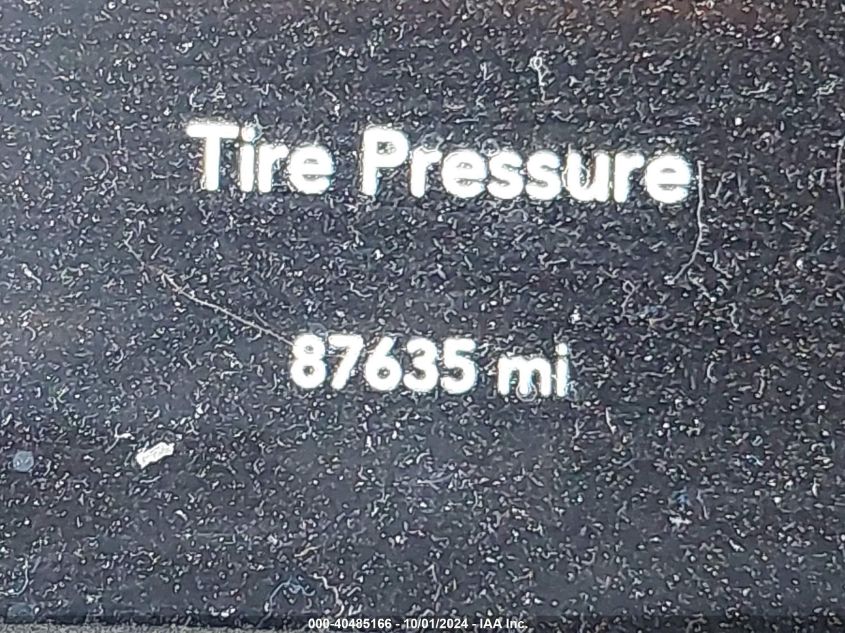 Tire Pressure
87635 mi
000-40485166 - 10/01/2024 - IAA Inc.